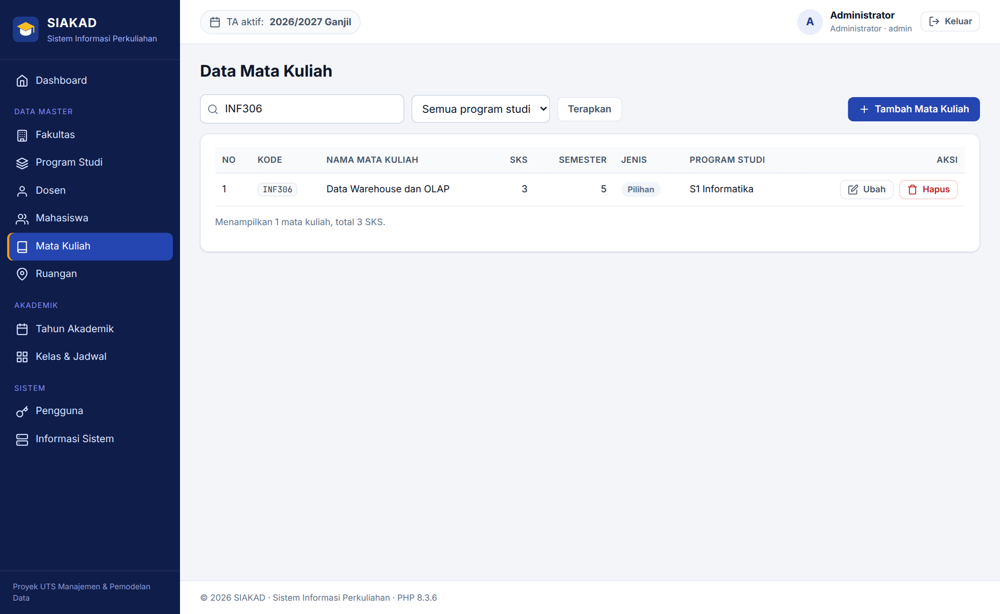 SIAKAD
Sistem Informasi Perkuliahan
Dashboard
DATA MASTER
Fakultas
Program Studi
Dosen
Mahasiswa
Mata Kuliah
Ruangan
AKADEMIK
Tahun Akademik
Kelas & Jadwal
SISTEM
Pengguna
Informasi Sistem
Proyek UTS Manajemen & Pemodelan
Data
TA aktif: 2026/2027 Ganjil
A
Administrator
Administrator · admin
Keluar
Data Mata Kuliah
INF306
Semua program studi
Terapkan
Tambah Mata Kuliah
NO KODE NAMA MATA KULIAH SKS SEMESTER JENIS PROGRAM STUDI AKSI
1 INF306 Data Warehouse dan OLAP 3 5 Pilihan S1 Informatika Ubah Hapus
Menampilkan 1 mata kuliah, total 3 SKS.
© 2026 SIAKAD · Sistem Informasi Perkuliahan · PHP 8.3.6